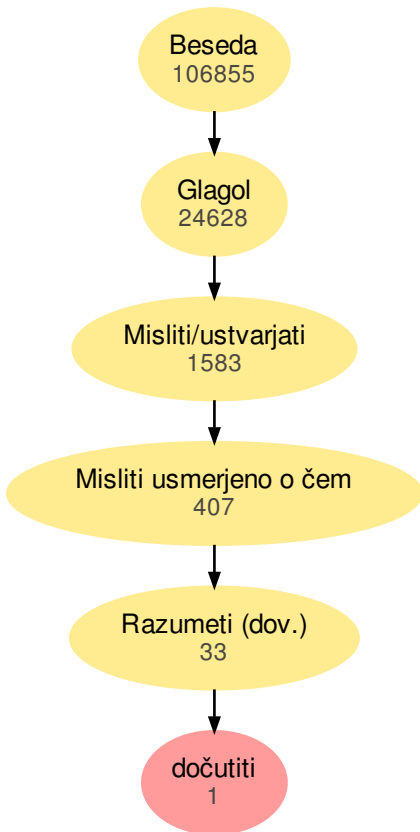 Beseda
106855
Glagol
24628
Misliti/ustvarjati
1583
Misliti usmerjeno o čem
407
Razumeti (dov.)
33
dočutiti
1